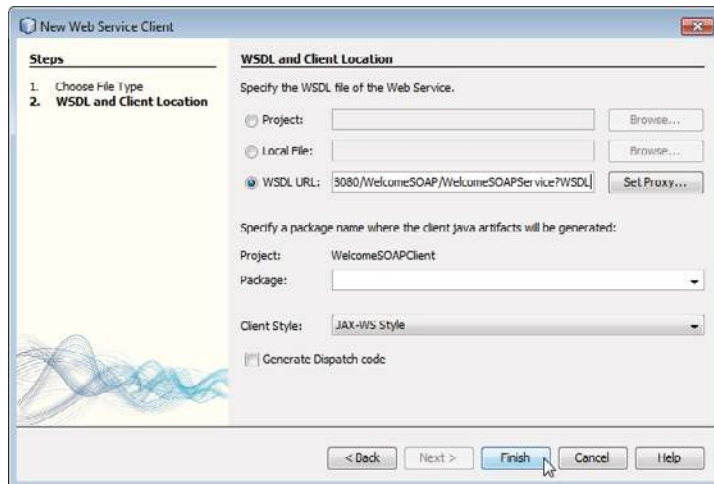 New Web Service Client
Steps
1. Choose File Type
2. WSDL and Client Location
WSDL and Client Location
Specify the WSDL file of the Web Service.
Project:
Browse...
Local File:
Browse...
WSDL URL:
8080/WelcomeSOAP/WelcomeSOAPService?WSDL
Set Proxy...
Specify a package name where the client java artifacts will be generated:
Project: WelcomeSOAPClient
Package:
Client Style: JAX-WS Style
Generate Dispatch code
< Back
Next >
Finish
Cancel
Help